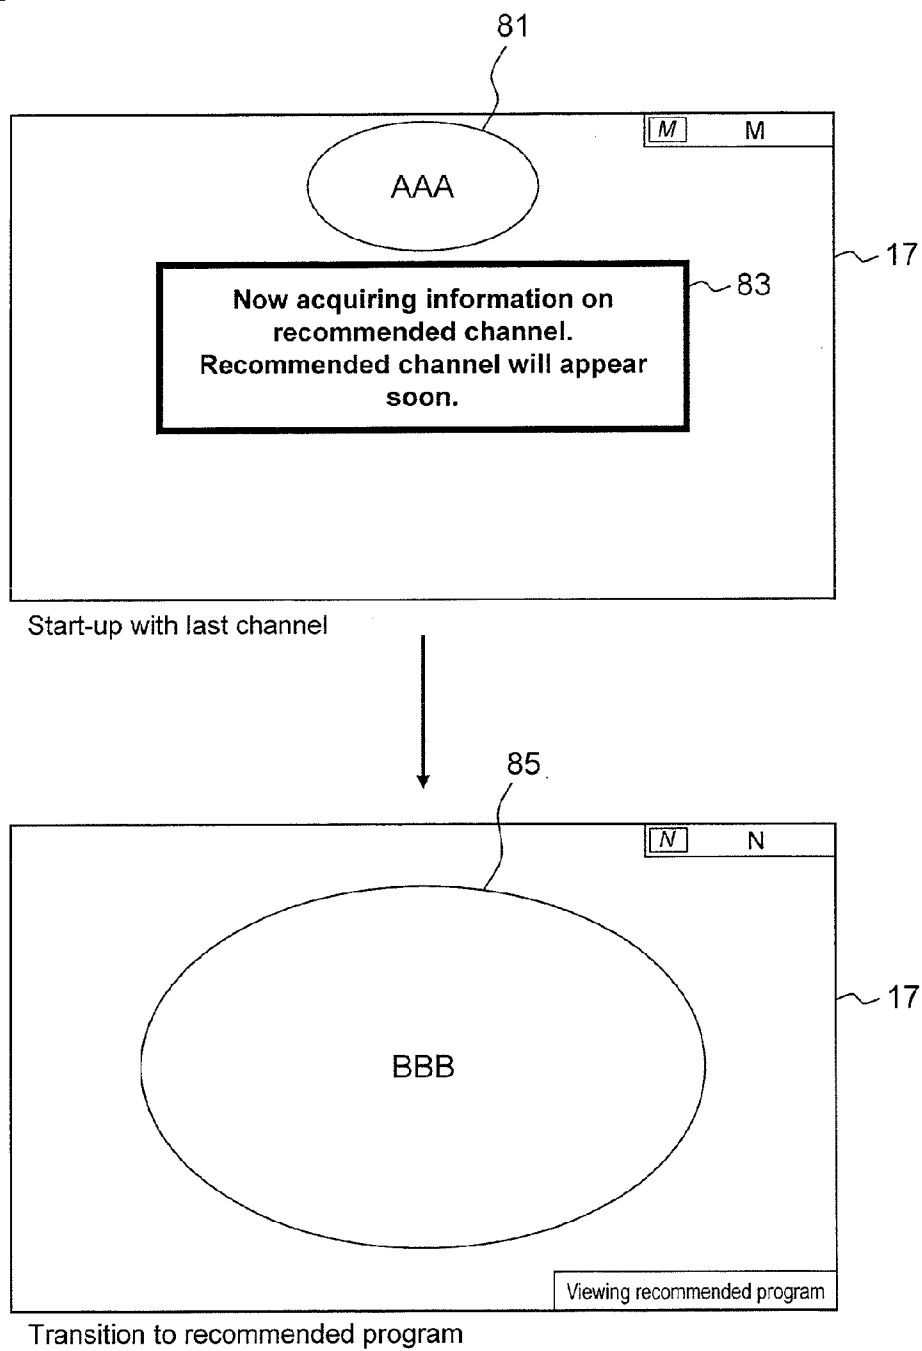 81
M M
AAA
17
83
Now acquiring information on
recommended channel.
Recommended channel will appear
soon.
Start-up with last channel
85
N N
17
BBB
Viewing recommended program
Transition to recommended program